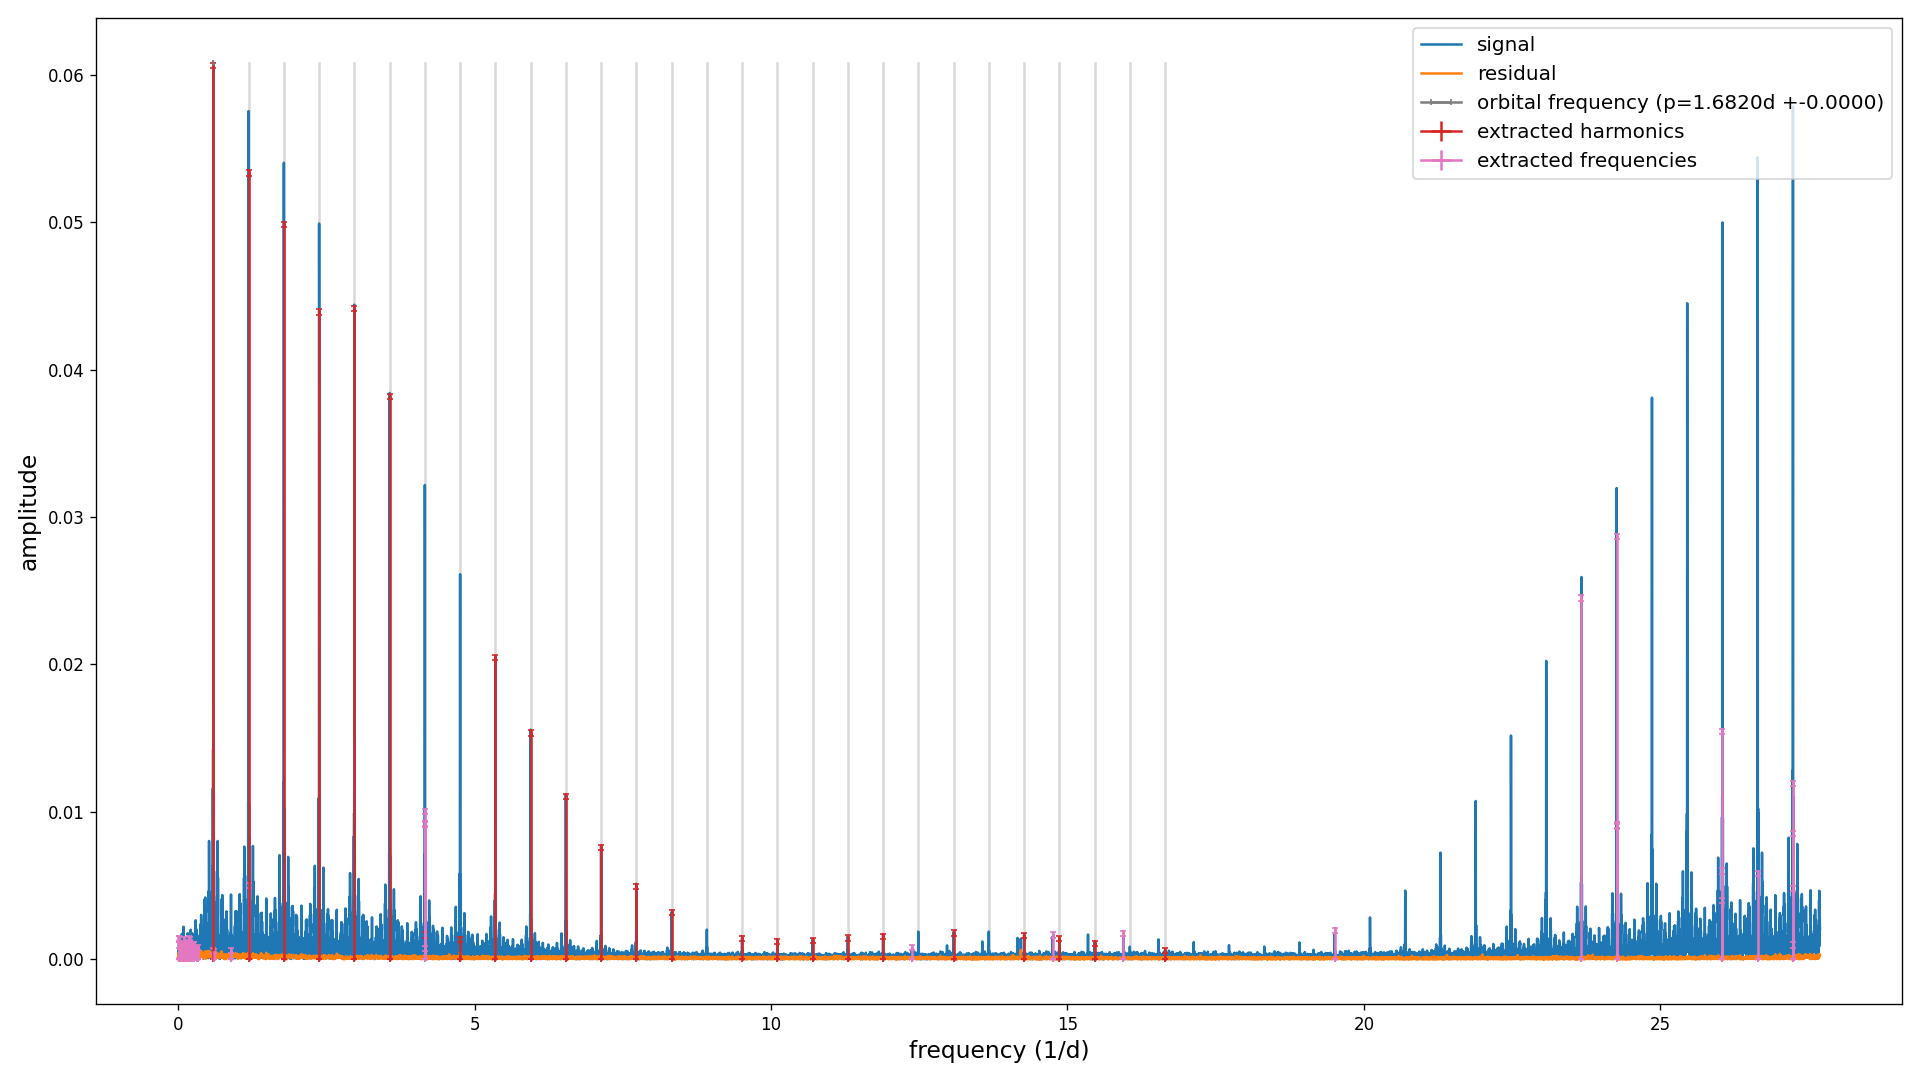 signal
residual
orbital frequency (p=1.6820d +-0.0000)
extracted harmonics
extracted frequencies
amplitude
0.06
0.05
0.04
0.03
0.02
0.01
0.00
0 5 10 15 20 25
frequency (1/d)